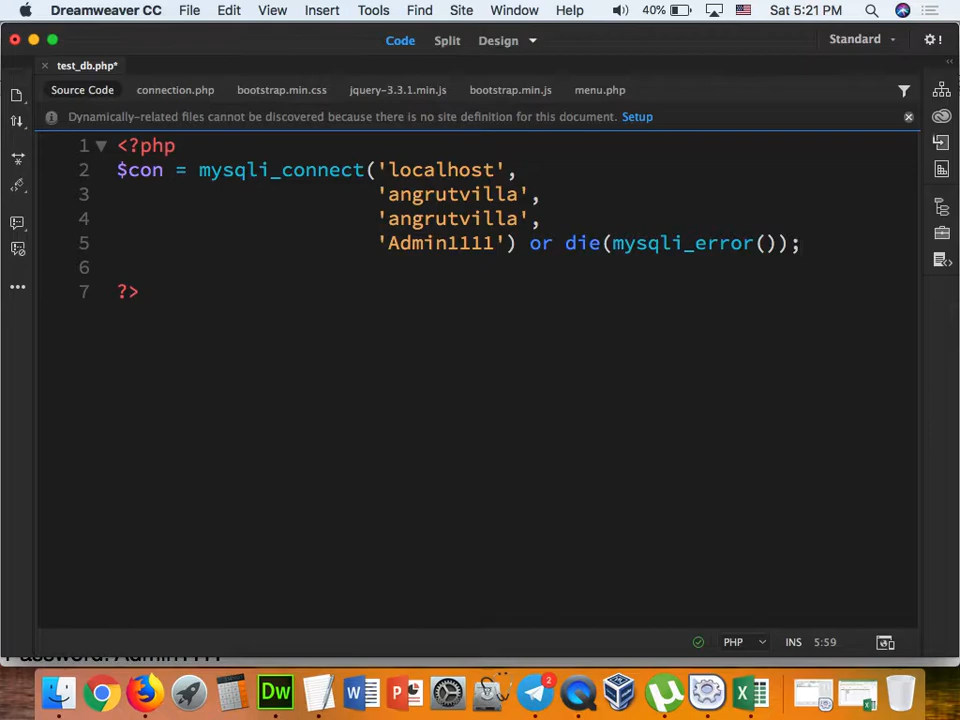 Dreamweaver CC File Edit View Insert Tools Find Site Window Help 40% Sat 5:21 PM
Code Split Design Standard
test_db.php*
Source Code connection.php bootstrap.min.css jquery-3.3.1.min.js bootstrap.min.js menu.php
Dynamically-related files cannot be discovered because there is no site definition for this document. Setup
1 <?php
2 $con = mysqli_connect('localhost',
3 'angrutvilla',
4 'angrutvilla',
5 'Admin1111') or die(mysqli_error());
6
7 ?>
PHP INS 5:59
Password: Admin1111
Dw W P 2 X